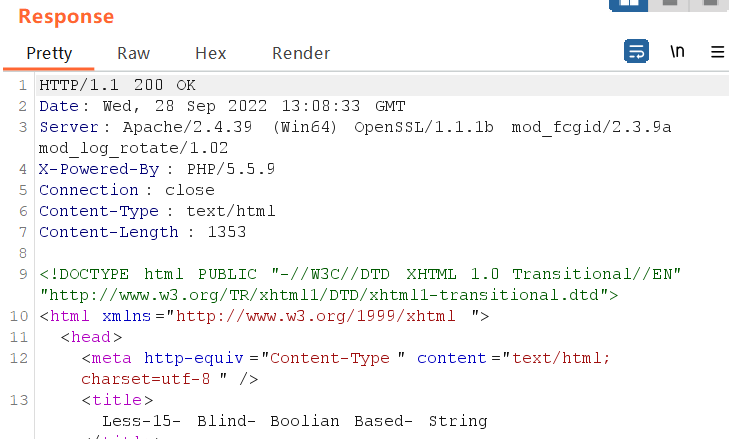 Response
Pretty Raw Hex Render \n
1 HTTP/1.1 200 OK
2 Date: Wed, 28 Sep 2022 13:08:33 GMT
3 Server: Apache/2.4.39 (Win64) OpenSSL/1.1.1b mod_fcgid/2.3.9a
mod_log_rotate/1.02
4 X-Powered-By: PHP/5.5.9
5 Connection: close
6 Content-Type: text/html
7 Content-Length: 1353
8
9 <!DOCTYPE html PUBLIC "-//W3C//DTD XHTML 1.0 Transitional//EN"
"http://www.w3.org/TR/xhtml1/DTD/xhtml1-transitional.dtd">
10 <html xmlns="http://www.w3.org/1999/xhtml">
11 <head>
12 <meta http-equiv="Content-Type" content="text/html;
charset=utf-8" />
13 <title>
Less-15- Blind- Boolian Based- String